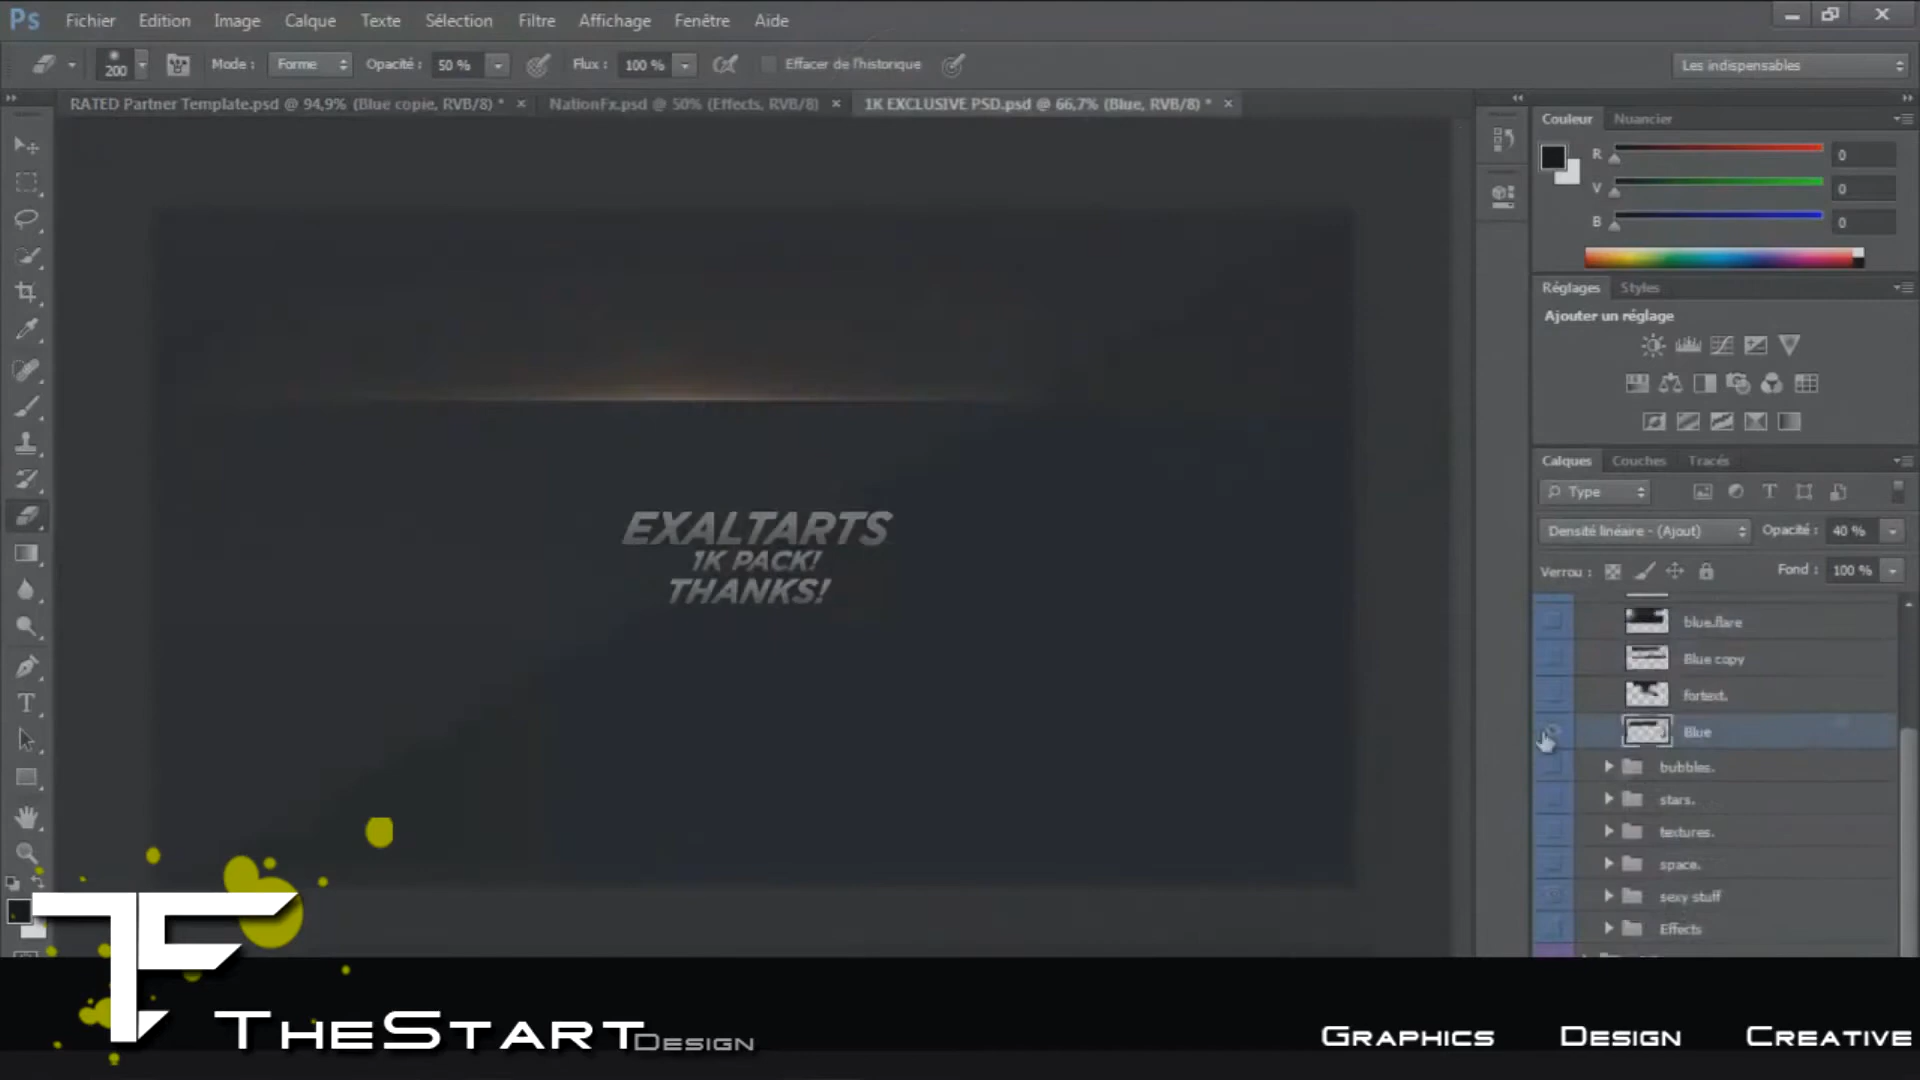 Ps Fichier Edition Image Calque Texte Sélection Filtre Affichage Fenêtre Aide
200 Mode : Forme Opacité : 50 % Flux : 100 % Effacer de l'historique Les indispensables
RATED Partner Template.psd @ 94,9% (Blue copie, RVB/8) * × NationFx.psd @ 50% (Effects, RVB/8) × 1K EXCLUSIVE PSD.psd @ 66,7% (Blue, RVB/8) * ×
Couleur Nuancier
R 0
V 0
B 0
Réglages Styles
Ajouter un réglage
Calques Couches Tracés
Type
Densité linéaire - (Ajout) Opacité : 40 %
Verrou : Fond : 100 %
blue.flare
Blue copy
fortext.
Blue
bubbles.
stars.
textures.
space.
sexy stuff
Effects
EXALTARTS
1K PACK!
THANKS!
TheStart Design
Graphics Design Creative